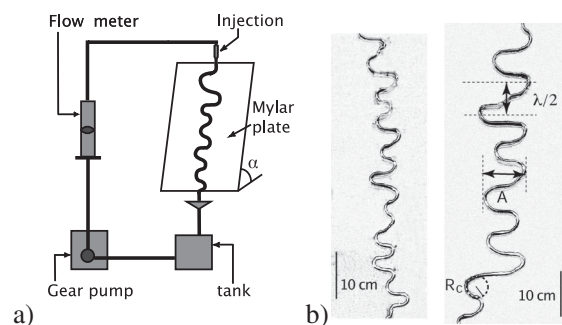 Flow meter
Injection
Mylar
plate
α
Gear pump
tank
a)
10 cm
b)
λ/2
A
R_C
10 cm